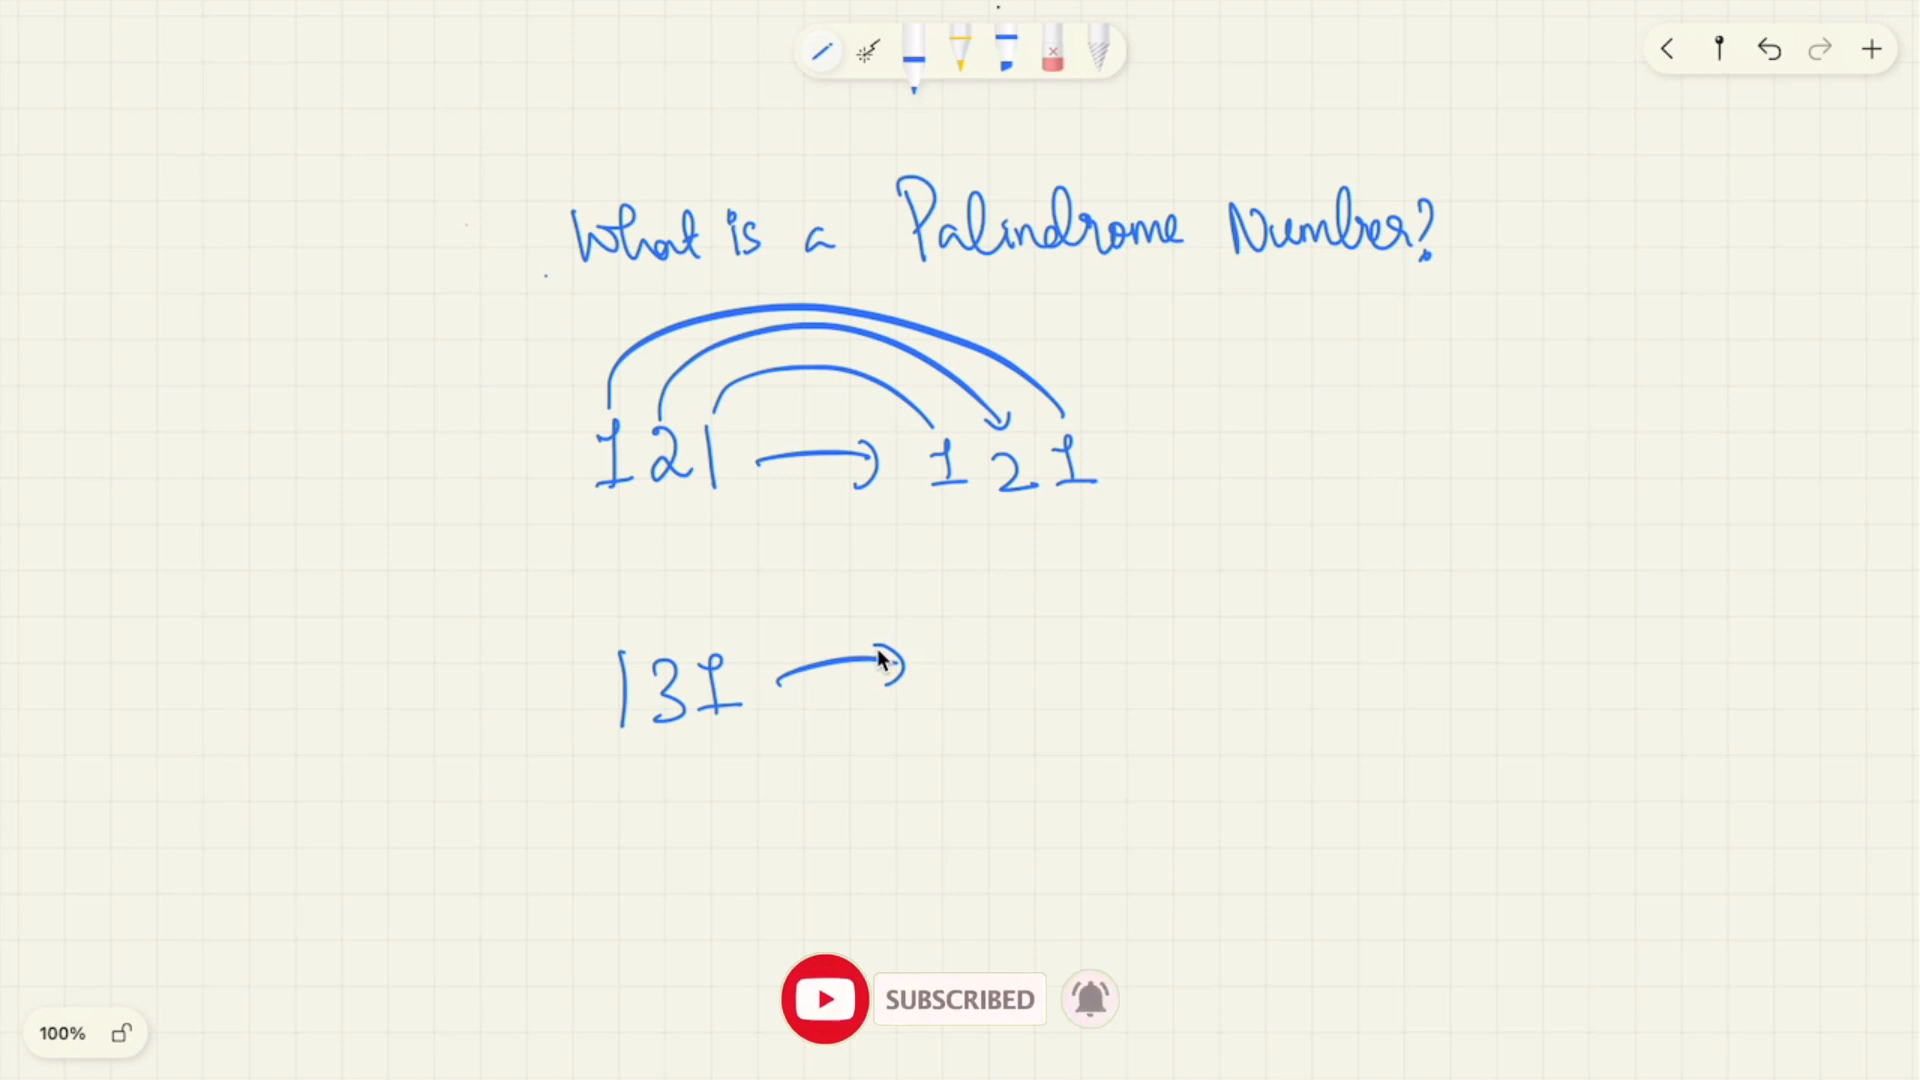 What is a Palindrome Number?
121 → 121
131 →
SUBSCRIBED
100%